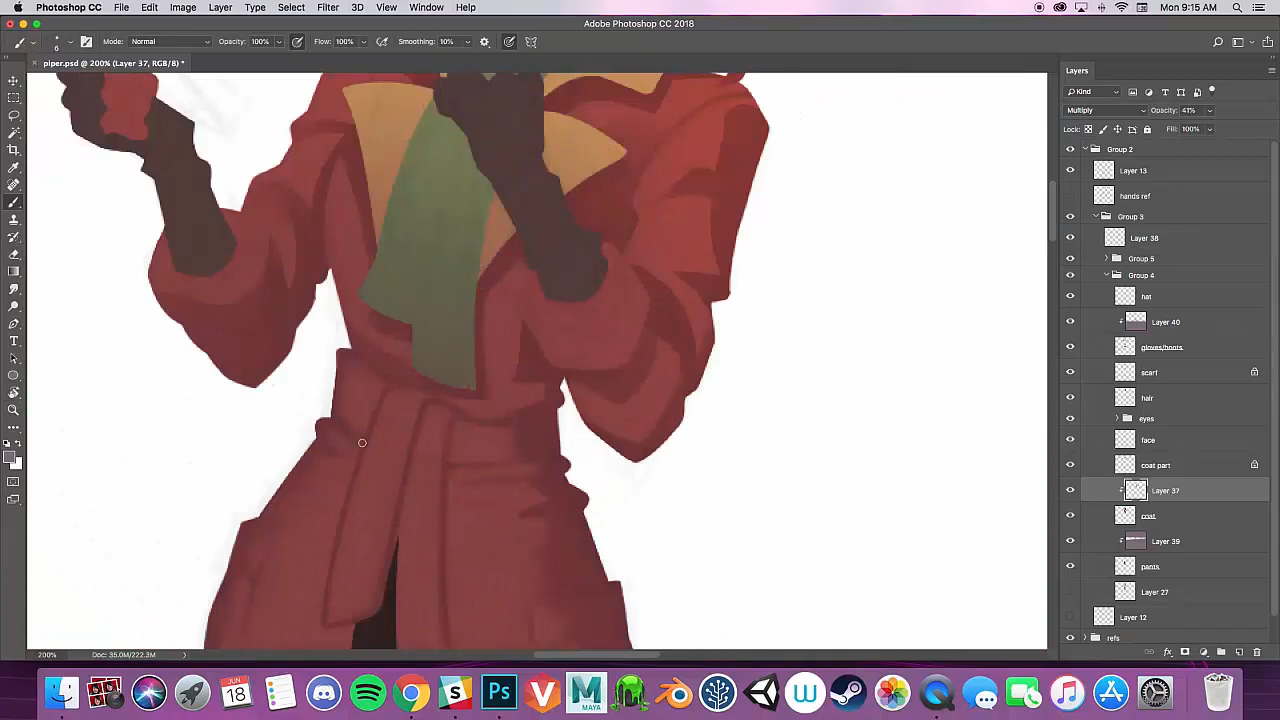 Photoshop CC File Edit Image Layer Type Select Filter 3D View Window Help Mon 9:15 AM
Adobe Photoshop CC 2018
6 Mode: Normal Opacity: 100% Flow: 100% Smoothing: 10%
piper.psd @ 200% (Layer 37, RGB/8) *
Layers
Kind
Multiply Opacity: 41%
Lock: Fill: 100%
Group 2
Layer 13
hands ref
Group 3
Layer 38
Group 5
Group 4
hat
Layer 40
gloves/boots
scarf
hair
eyes
face
coat part
Layer 37
coat
Layer 39
pants
Layer 27
Layer 12
refs
200% Doc: 35.0M/222.3M
JUN
18
Ps
MAYA